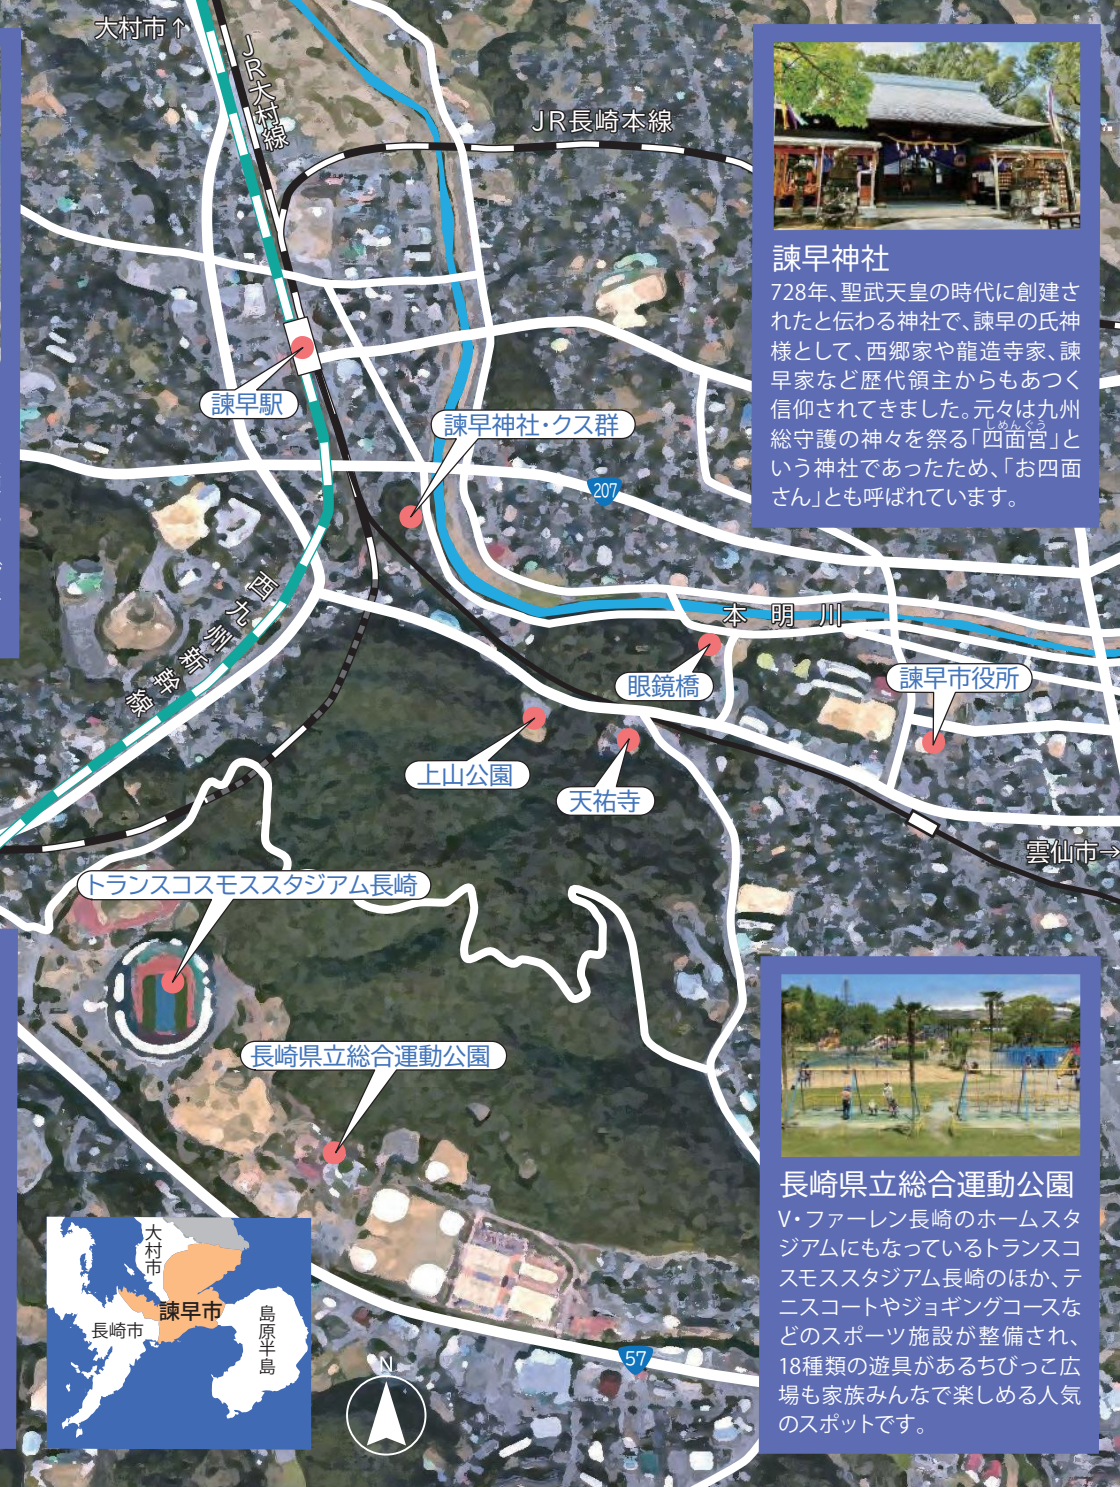 大村市↑
JR大村線
JR長崎本線
諫早駅
諫早神社・クス群
207
西九州新幹線
本明川
眼鏡橋
諫早市役所
上山公園
天祐寺
雲仙市→
トランスコスモススタジアム長崎
長崎県立総合運動公園
57
N
大村市
諫早市
長崎市
島原半島
諫早神社
728年、聖武天皇の時代に創建さ
れたと伝わる神社で、諫早の氏神
様として、西郷家や龍造寺家、諫
早家など歴代領主からもあつく
信仰されてきました。元々は九州
しめんぐう
総守護の神々を祭る「四面宮」と
いう神社であったため、「お四面
さん」とも呼ばれています。
長崎県立総合運動公園
V・ファーレン長崎のホームスタ
ジアムにもなっているトランスコ
スモススタジアム長崎のほか、テ
ニスコートやジョギングコースな
どのスポーツ施設が整備され、
18種類の遊具があるちびっこ広
場も家族みんなで楽しめる人気
のスポットです。